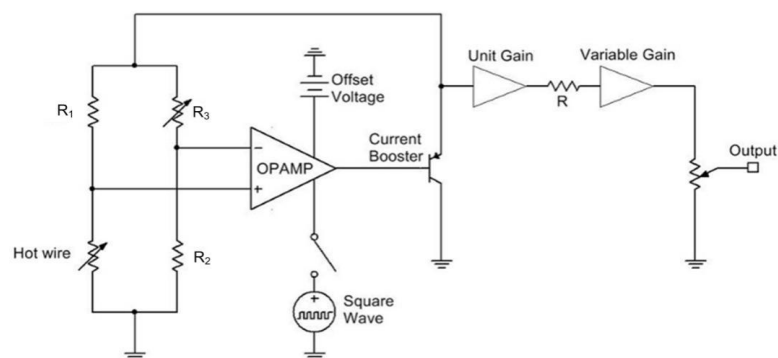 Unit Gain
Variable Gain
R₁
R₃
Offset
Voltage
R
Current
Booster
−
OPAMP
+
Output
Hot wire
R₂
+
Square
Wave